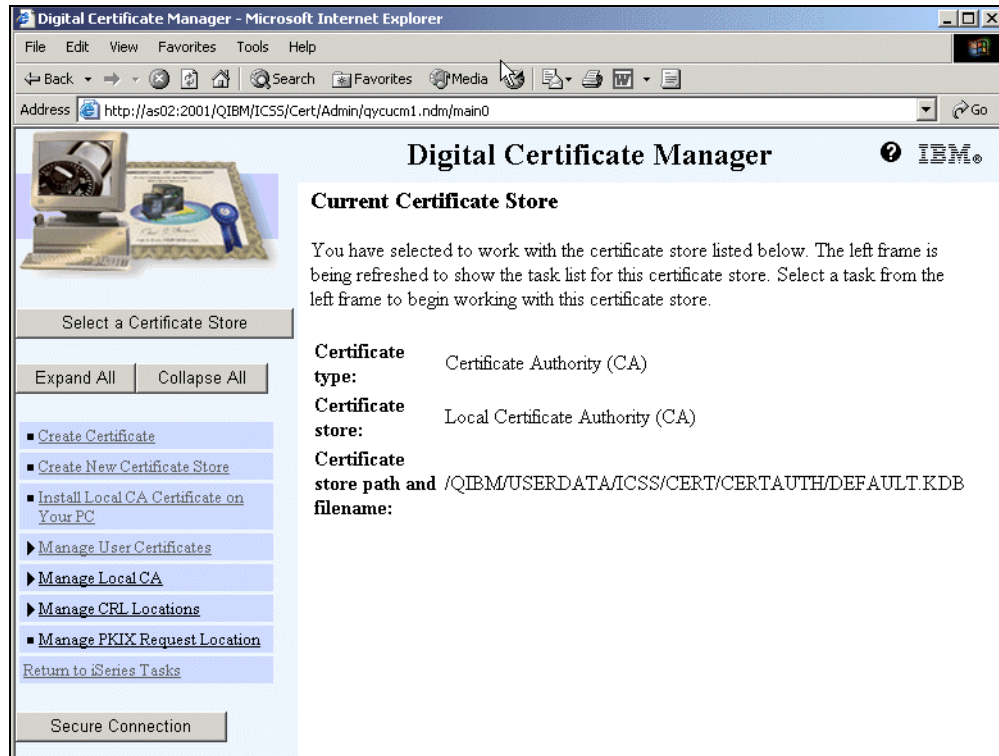 Digital Certificate Manager - Microsoft Internet Explorer
File Edit View Favorites Tools Help
Back Search Favorites Media
Address http://as02:2001/QIBM/ICSS/Cert/Admin/qycucm1.ndm/main0 Go
Digital Certificate Manager
IBM®
Select a Certificate Store
Expand All Collapse All
Create Certificate
Create New Certificate Store
Install Local CA Certificate on
Your PC
Manage User Certificates
Manage Local CA
Manage CRL Locations
Manage PKIX Request Location
Return to iSeries Tasks
Secure Connection
Current Certificate Store
You have selected to work with the certificate store listed below. The left frame is
being refreshed to show the task list for this certificate store. Select a task from the
left frame to begin working with this certificate store.
Certificate
type:
Certificate Authority (CA)
Certificate
store:
Local Certificate Authority (CA)
Certificate
store path and /QIBM/USERDATA/ICSS/CERT/CERTAUTH/DEFAULT.KDB
filename: